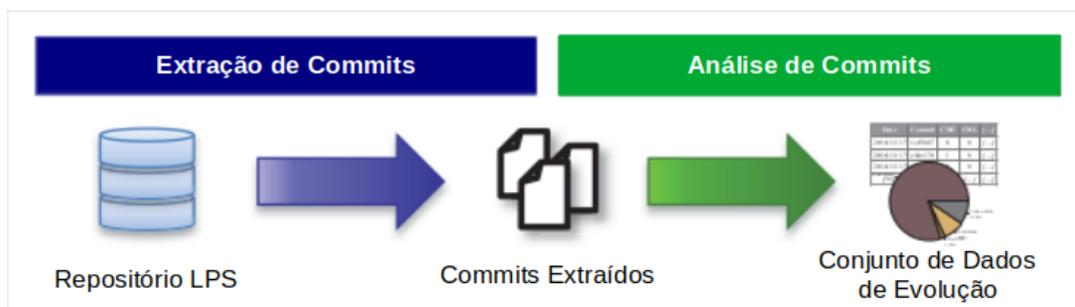 Extração de Commits
Análise de Commits
Repositório LPS
Commits Extraídos
Conjunto de Dados
de Evolução